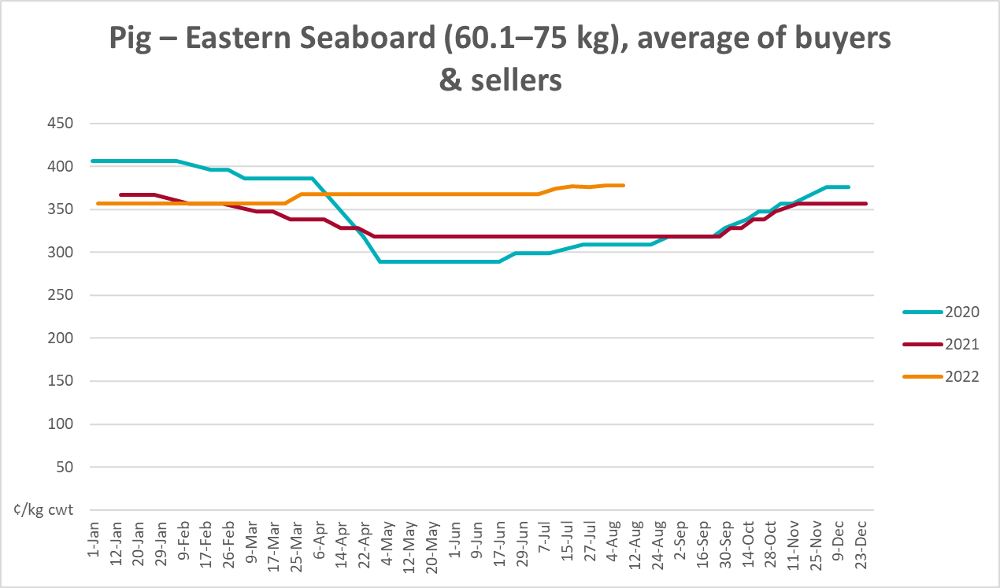 Pig – Eastern Seaboard (60.1–75 kg), average of buyers
& sellers
450
400
350
300
250
200
150
100
50
¢/kg cwt
1-Jan
12-Jan
20-Jan
29-Jan
9-Feb
17-Feb
26-Feb
9-Mar
17-Mar
25-Mar
6-Apr
14-Apr
22-Apr
4-May
12-May
20-May
1-Jun
9-Jun
17-Jun
29-Jun
7-Jul
15-Jul
27-Jul
4-Aug
12-Aug
24-Aug
2-Sep
16-Sep
30-Sep
14-Oct
28-Oct
11-Nov
25-Nov
9-Dec
23-Dec
2020
2021
2022